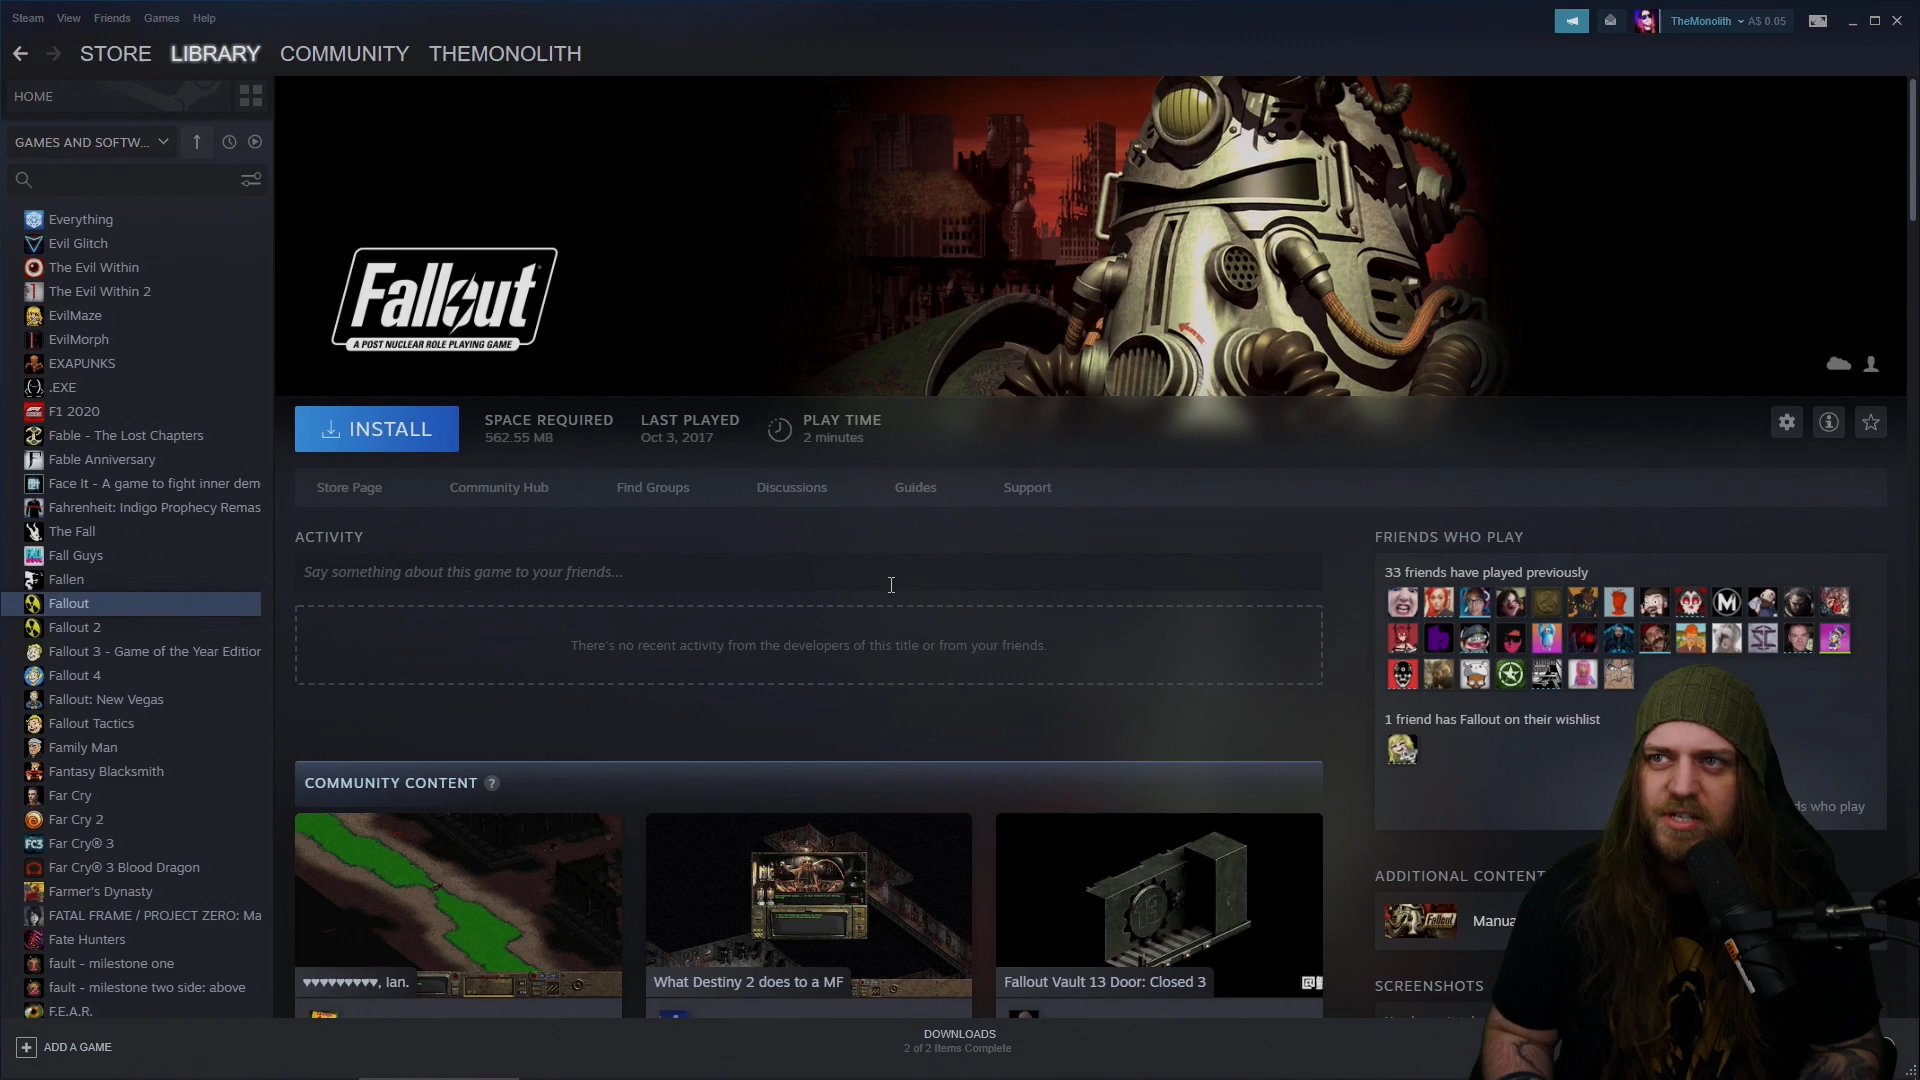 Steam View Friends Games Help
TheMonolith A$ 0.05
STORE LIBRARY COMMUNITY THEMONOLITH
HOME
GAMES AND SOFTW...
Everything
Evil Glitch
The Evil Within
The Evil Within 2
EvilMaze
EvilMorph
EXAPUNKS
.EXE
F1 2020
Fable - The Lost Chapters
Fable Anniversary
Face It - A game to fight inner dem
Fahrenheit: Indigo Prophecy Remas
The Fall
Fall Guys
Fallen
Fallout
Fallout 2
Fallout 3 - Game of the Year Edition
Fallout 4
Fallout: New Vegas
Fallout Tactics
Family Man
Fantasy Blacksmith
Far Cry
Far Cry 2
Far Cry® 3
Far Cry® 3 Blood Dragon
Farmer's Dynasty
FATAL FRAME / PROJECT ZERO: Ma
Fate Hunters
fault - milestone one
fault - milestone two side: above
F.E.A.R.
ADD A GAME
Fallout
A POST NUCLEAR ROLE PLAYING GAME
INSTALL
SPACE REQUIRED
562.55 MB
LAST PLAYED
Oct 3, 2017
PLAY TIME
2 minutes
Store Page Community Hub Find Groups Discussions Guides Support
ACTIVITY
Say something about this game to your friends...
There's no recent activity from the developers of this title or from your friends.
COMMUNITY CONTENT ?
♥♥♥♥♥♥♥♥♥, Ian.
What Destiny 2 does to a MF
Fallout Vault 13 Door: Closed 3
FRIENDS WHO PLAY
33 friends have played previously
1 friend has Fallout on their wishlist
ds who play
ADDITIONAL CONTENT
Manua
SCREENSHOTS
DOWNLOADS
2 of 2 Items Complete